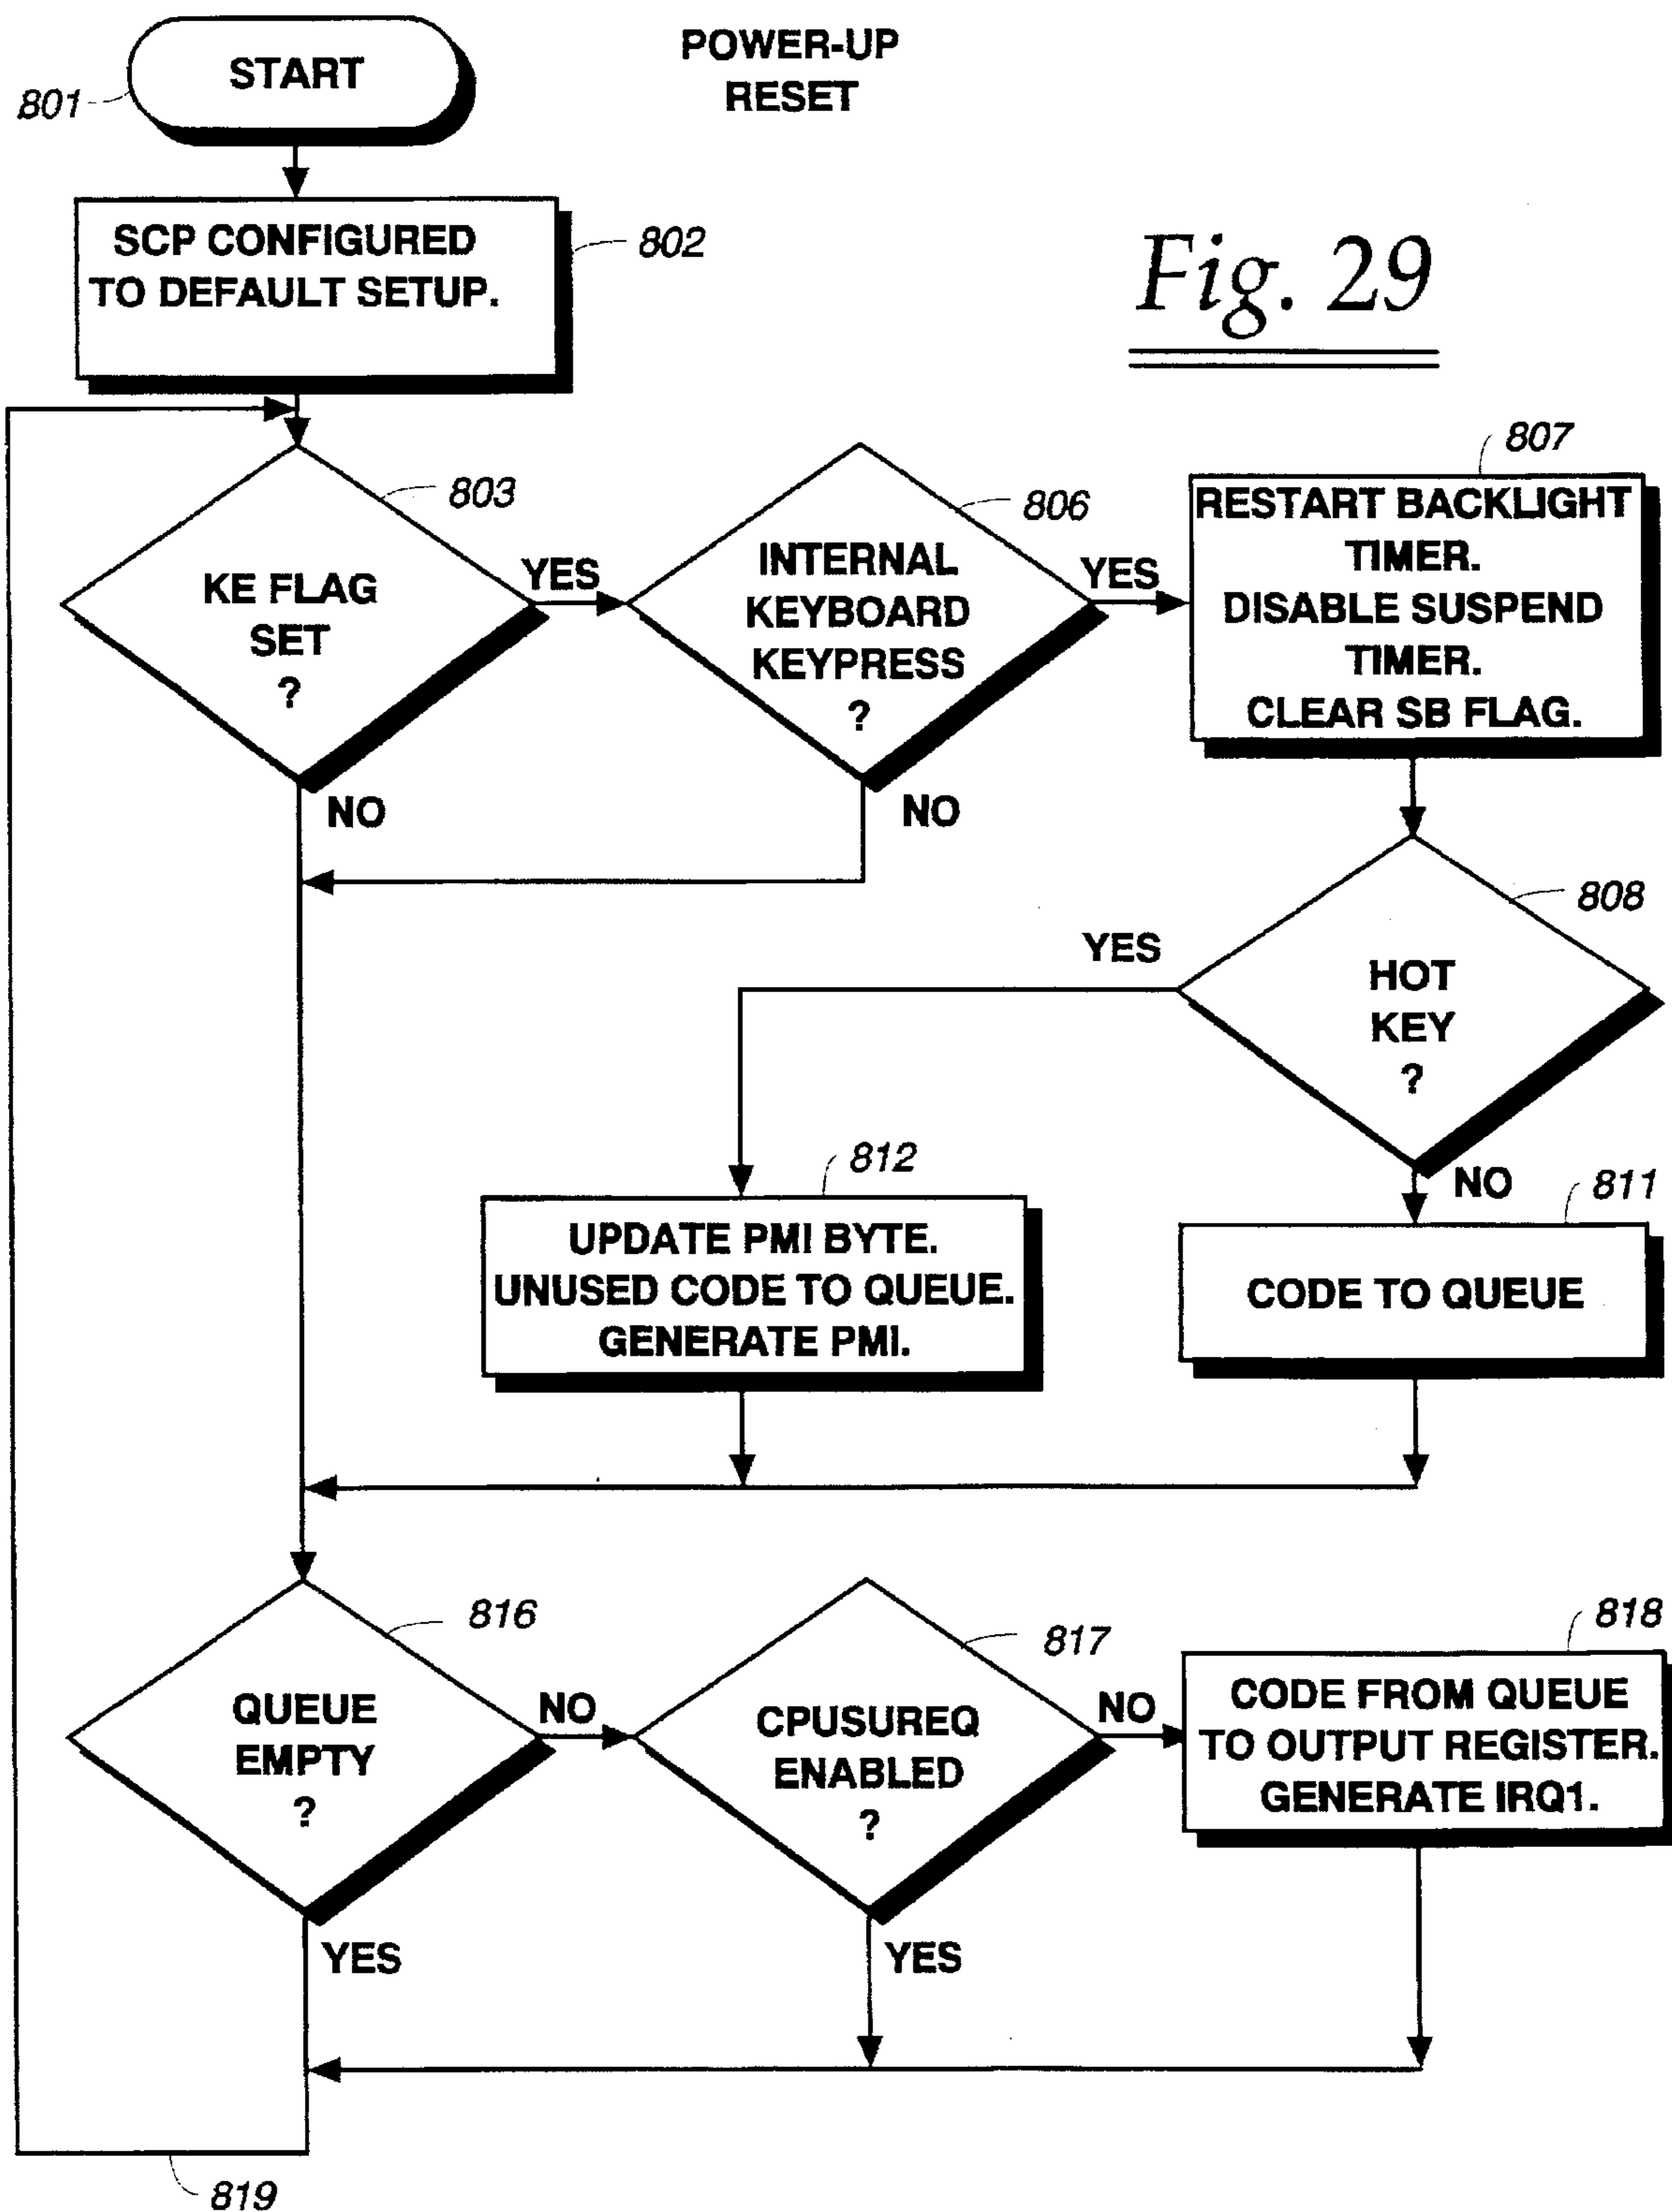 POWER-UP
RESET
START
801
SCP CONFIGURED
TO DEFAULT SETUP.
802
Fig. 29
803
KE FLAG
SET
?
YES
NO
806
INTERNAL
KEYBOARD
KEYPRESS
?
YES
NO
807
RESTART BACKLIGHT
TIMER.
DISABLE SUSPEND
TIMER.
CLEAR SB FLAG.
808
HOT
KEY
?
YES
NO
812
UPDATE PMI BYTE.
UNUSED CODE TO QUEUE.
GENERATE PMI.
811
CODE TO QUEUE
816
QUEUE
EMPTY
?
NO
YES
817
CPUSUREQ
ENABLED
?
NO
YES
818
CODE FROM QUEUE
TO OUTPUT REGISTER.
GENERATE IRQ1.
819